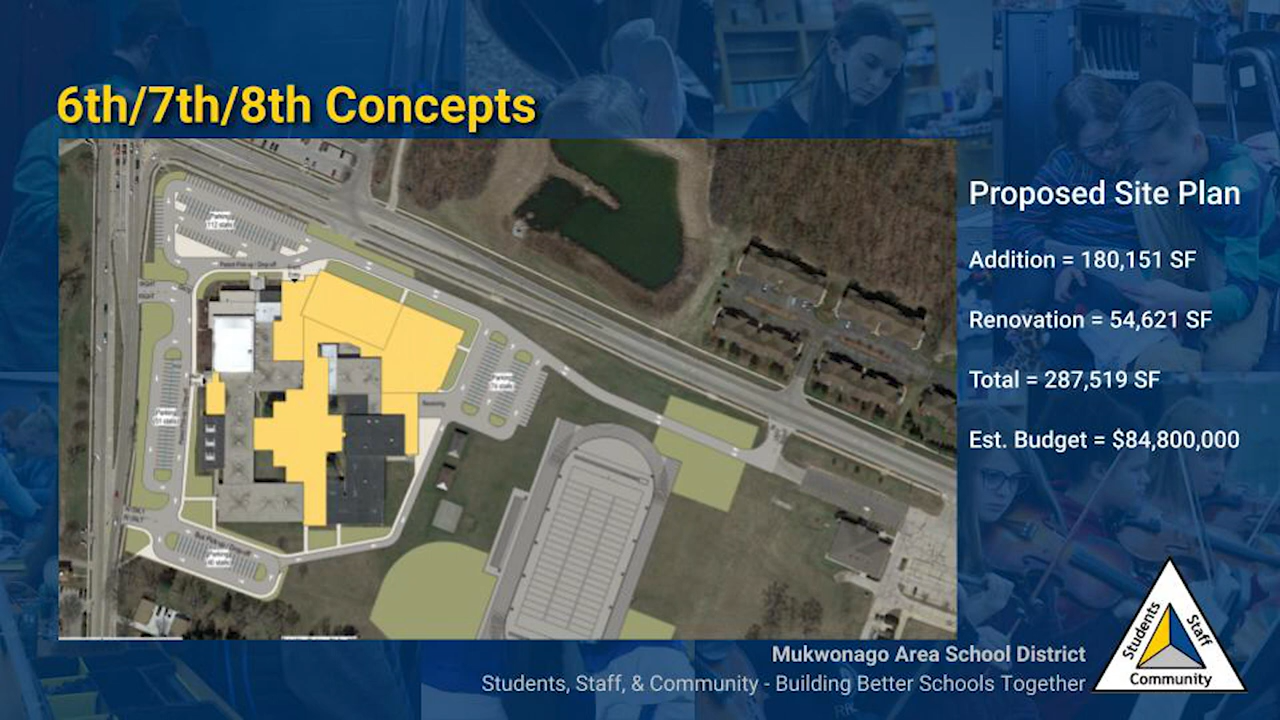 6th/7th/8th Concepts
Proposed Site Plan
Addition = 180,151 SF
Renovation = 54,621 SF
Total = 287,519 SF
Est. Budget = $84,800,000
Mukwonago Area School District
Students, Staff, & Community - Building Better Schools Together
Students
Staff
Community